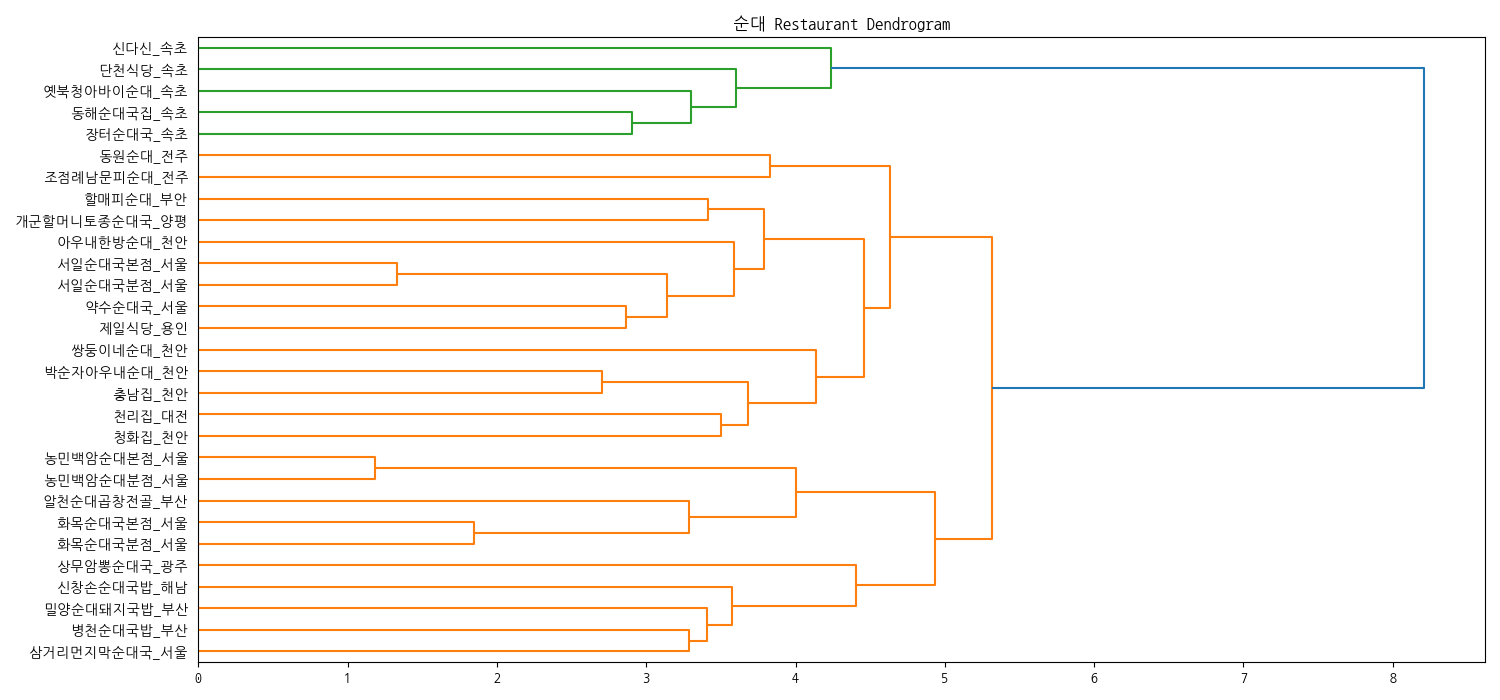 순대 Restaurant Dendrogram
신다신_속초
단천식당_속초
옛북청아바이순대_속초
동해순대국집_속초
장터순대국_속초
동원순대_전주
조점례남문피순대_전주
할매피순대_부안
개군할머니토종순대국_양평
아우내한방순대_천안
서일순대국본점_서울
서일순대국분점_서울
약수순대국_서울
제일식당_용인
쌍둥이네순대_천안
박순자아우내순대_천안
충남집_천안
천리집_대전
청화집_천안
농민백암순대본점_서울
농민백암순대분점_서울
알천순대곱창전골_부산
화목순대국본점_서울
화목순대국분점_서울
상무암뽕순대국_광주
신창손순대국밥_해남
밀양순대돼지국밥_부산
병천순대국밥_부산
삼거리먼지막순대국_서울
0 1 2 3 4 5 6 7 8